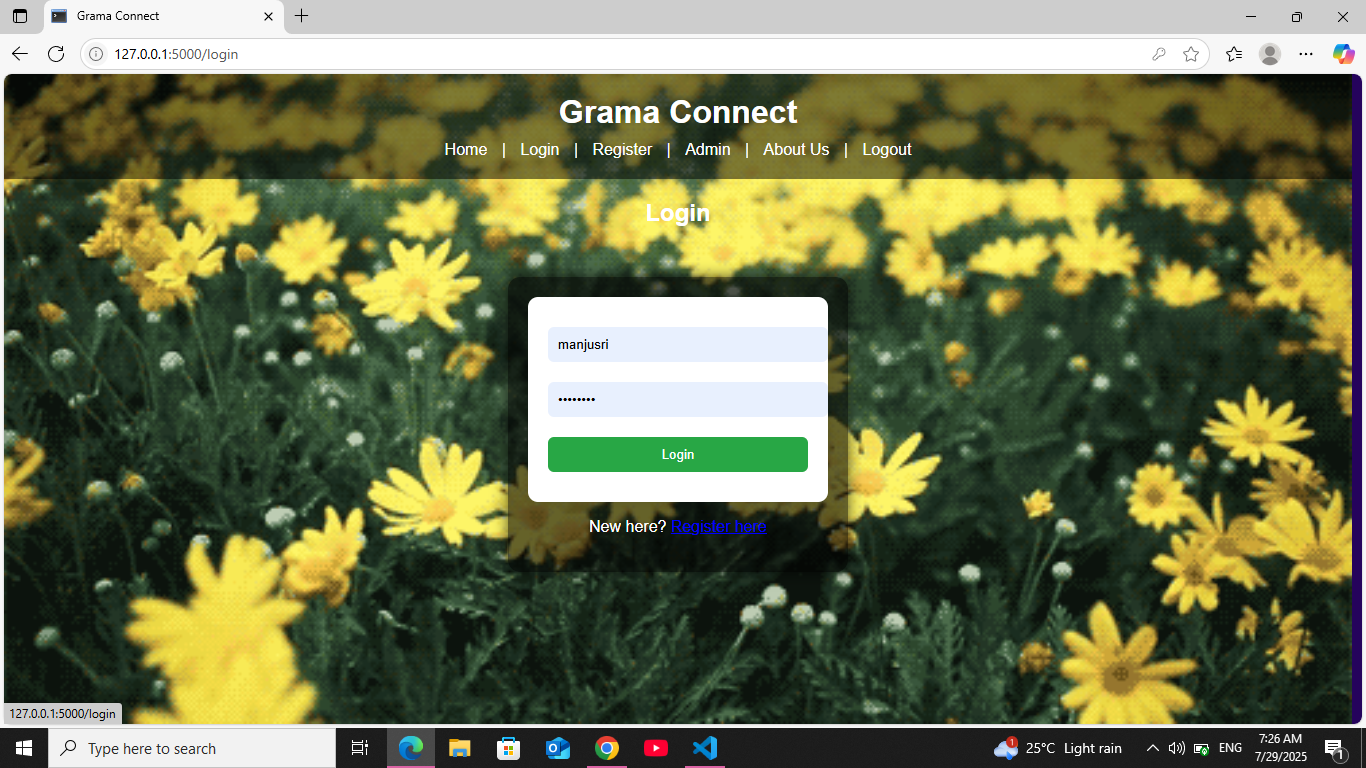 Grama Connect
127.0.0.1:5000/login
Grama Connect
Home | Login | Register | Admin | About Us | Logout
Login
manjusri
••••••••
Login
New here? Register here
127.0.0.1:5000/login
Type here to search
1
25°C Light rain
ENG
7:26 AM
7/29/2025
1